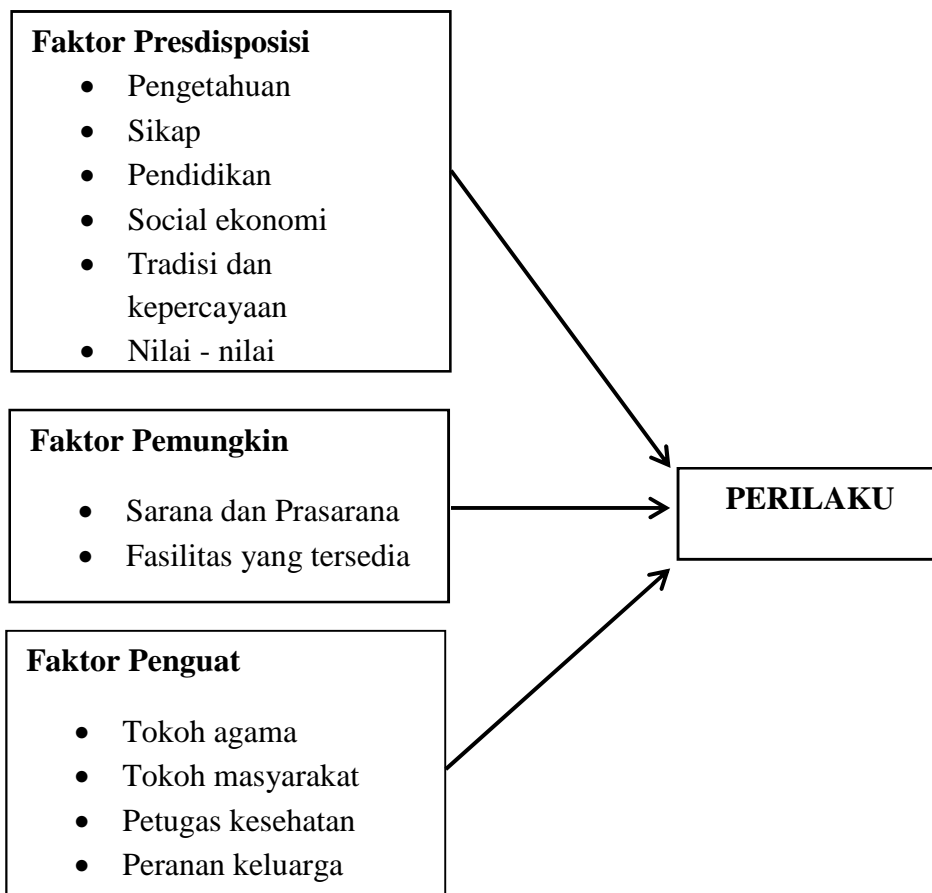 Faktor Presdisposisi
• Pengetahuan
• Sikap
• Pendidikan
• Social ekonomi
• Tradisi dan
kepercayaan
• Nilai - nilai
Faktor Pemungkin
• Sarana dan Prasarana
• Fasilitas yang tersedia
PERILAKU
Faktor Penguat
• Tokoh agama
• Tokoh masyarakat
• Petugas kesehatan
• Peranan keluarga